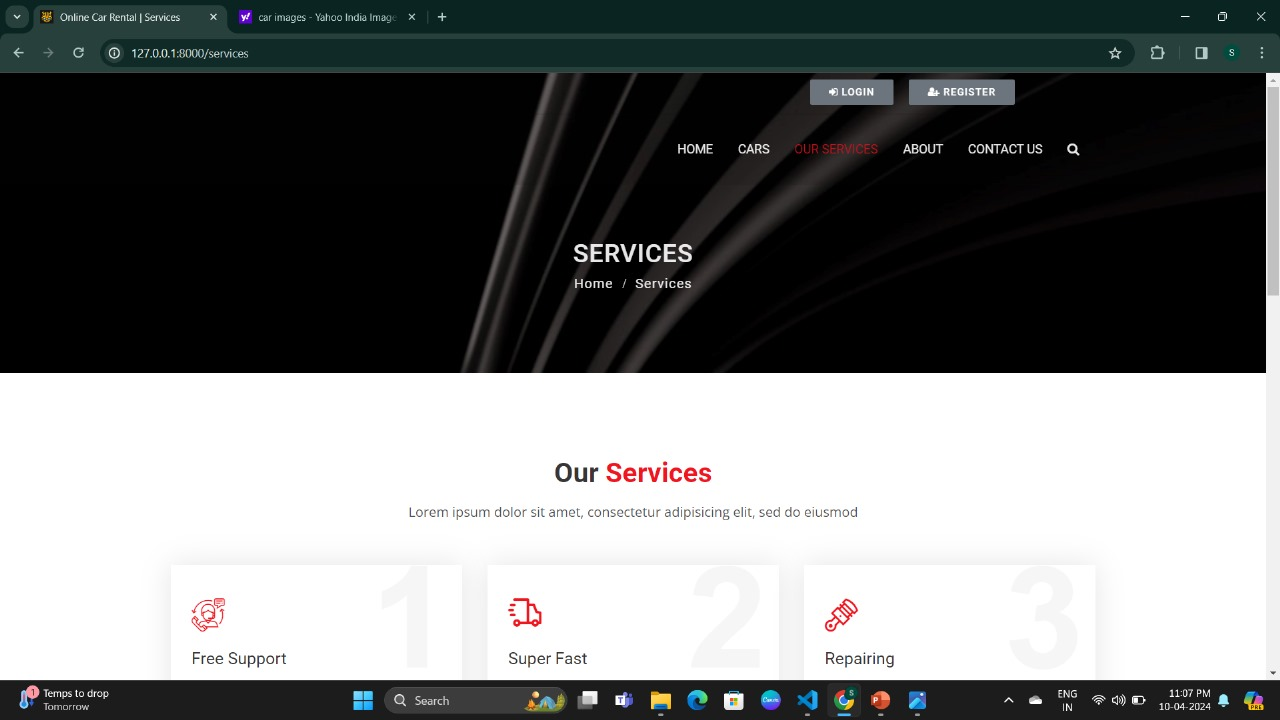 Online Car Rental | Services
car images - Yahoo India Image
127.0.0.1:8000/services
S
LOGIN
REGISTER
HOME
CARS
OUR SERVICES
ABOUT
CONTACT US
SERVICES
Home / Services
Our Services
Lorem ipsum dolor sit amet, consectetur adipisicing elit, sed do eiusmod
1
2
3
Free Support
Super Fast
Repairing
1
Temps to drop
Tomorrow
Search
Canva
S
ENG
IN
11:07 PM
10-04-2024
PRE